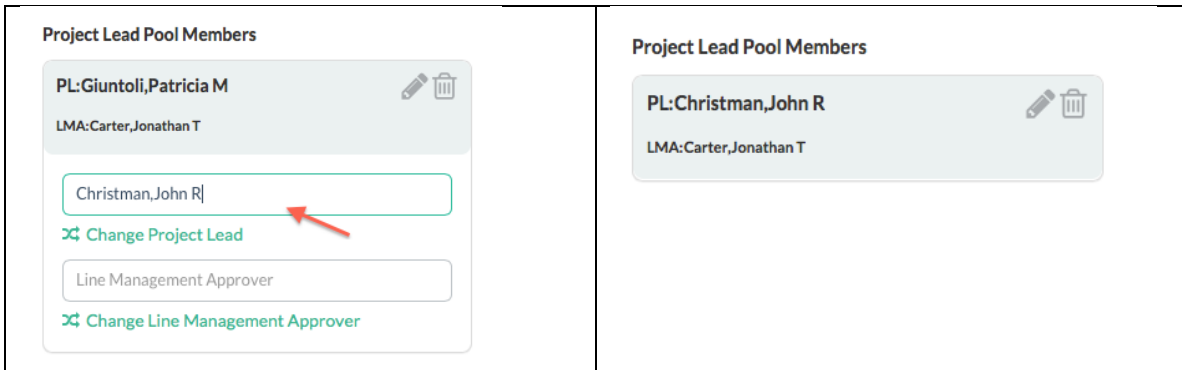 Project Lead Pool Members
PL:Giuntoli,Patricia M
LMA:Carter,Jonathan T
Christman,John R
Change Project Lead
Line Management Approver
Change Line Management Approver
Project Lead Pool Members
PL:Christman,John R
LMA:Carter,Jonathan T